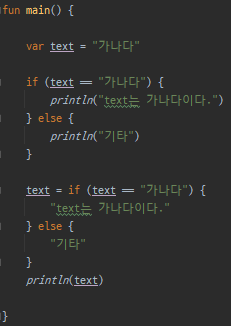 fun main() {
var text = "가나다"
if (text == "가나다") {
println("text는 가나다이다.")
} else {
println("기타")
}
text = if (text == "가나다") {
"text는 가나다이다."
} else {
"기타"
}
println(text)
}